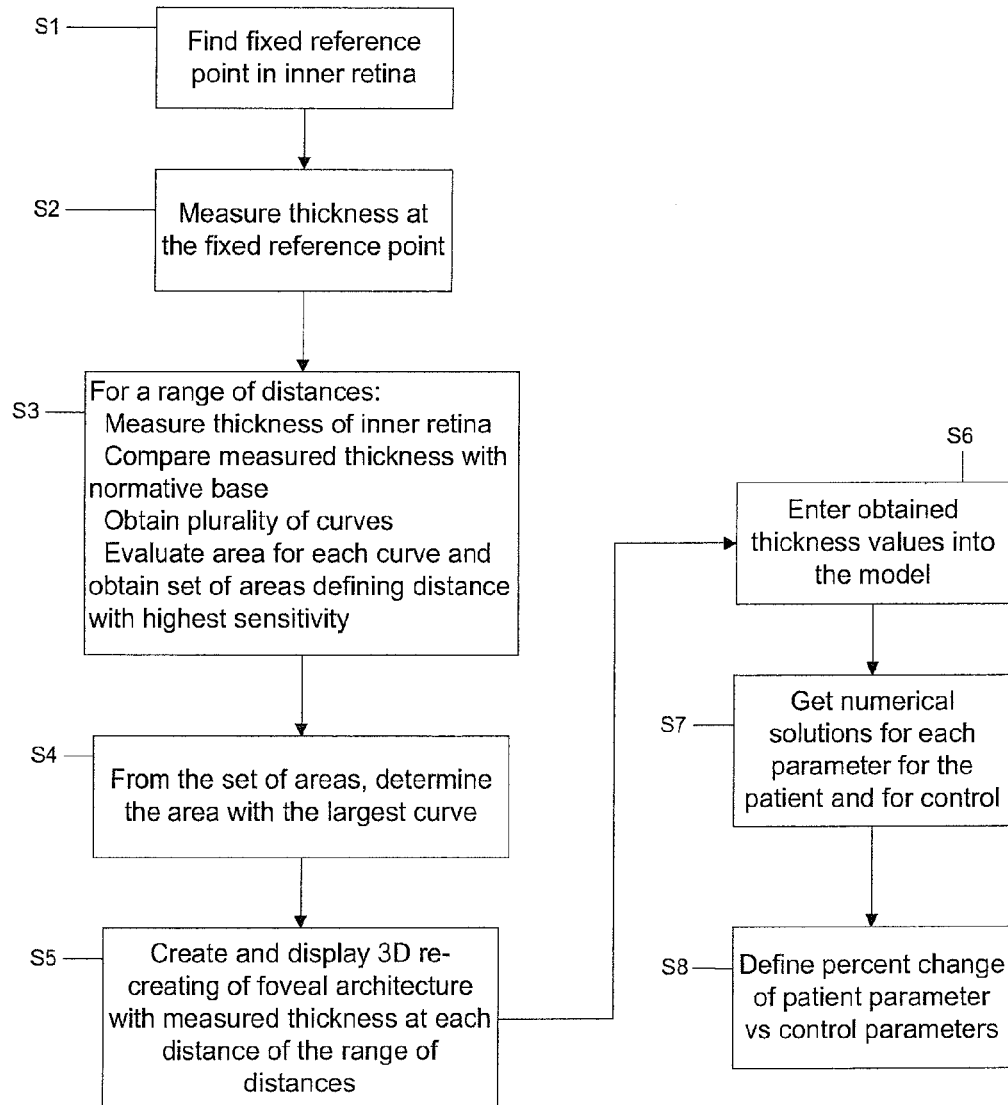 S1
Find fixed reference
point in inner retina
S2
Measure thickness at
the fixed reference
point
S3
For a range of distances:
Measure thickness of inner retina
Compare measured thickness with
normative base
Obtain plurality of curves
Evaluate area for each curve and
obtain set of areas defining distance
with highest sensitivity
S4
From the set of areas, determine
the area with the largest curve
S5
Create and display 3D re-
creating of foveal architecture
with measured thickness at each
distance of the range of
distances
S6
Enter obtained
thickness values into
the model
S7
Get numerical
solutions for each
parameter for the
patient and for control
S8
Define percent change
of patient parameter
vs control parameters